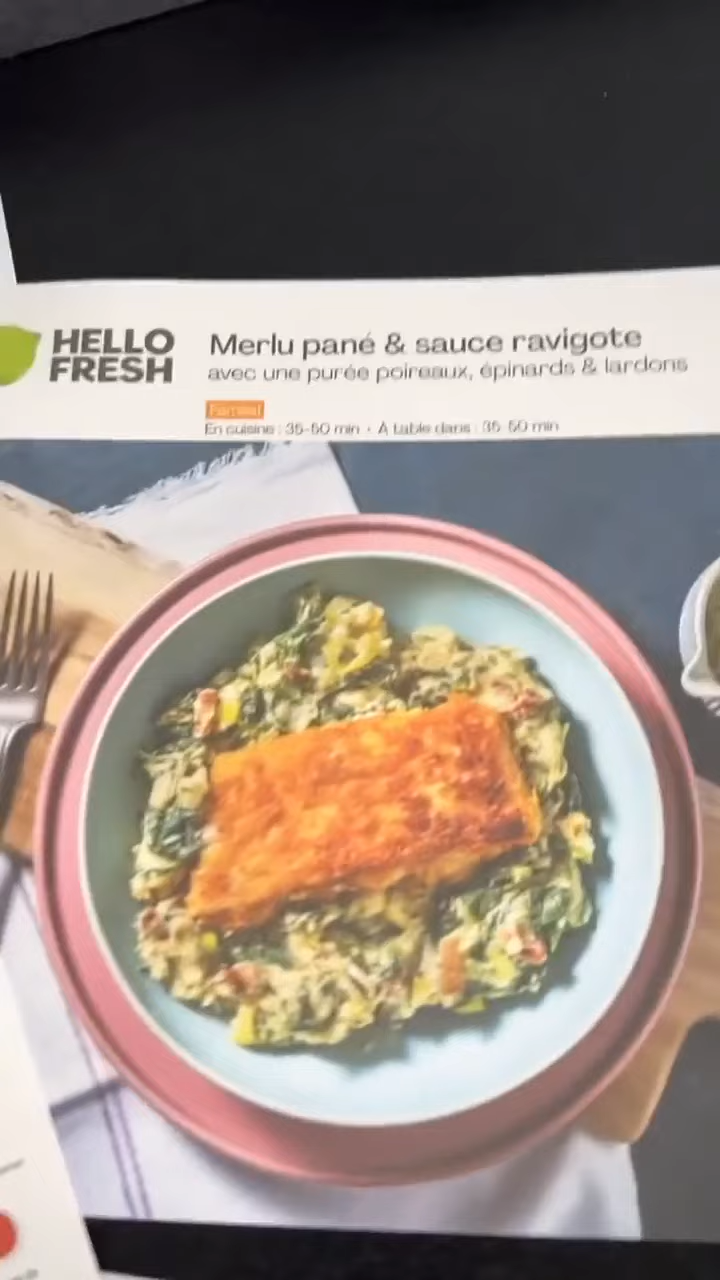 HELLO
FRESH
Merlu pané & sauce ravigote
avec une purée poireaux, épinards & lardons
Familial
En cuisine : 35-50 min • À table dans : 35-50 min